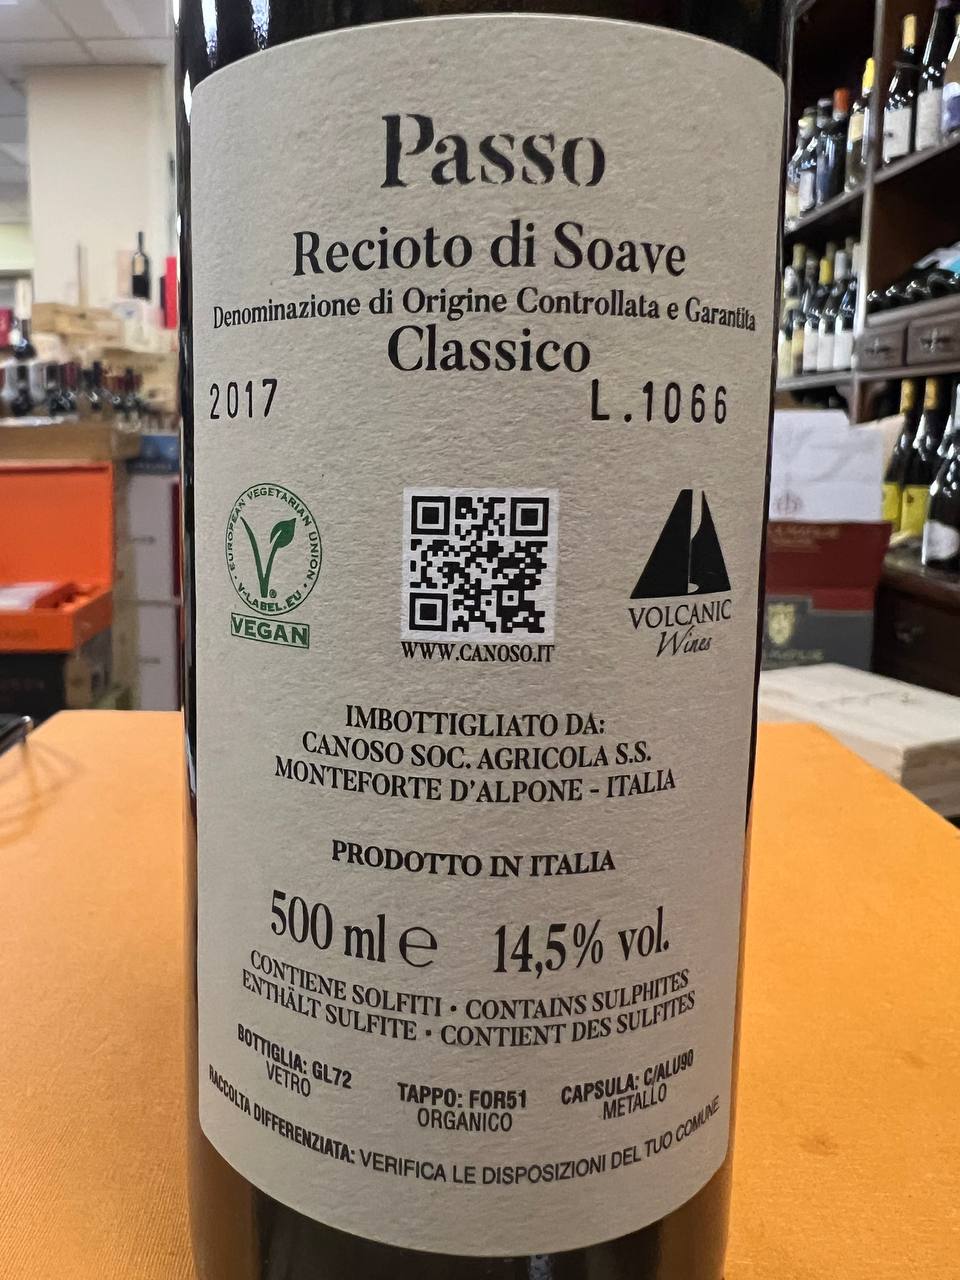 Passo
Recioto di Soave
Denominazione di Origine Controllata e Garantita
Classico
2017 L.1066
EUROPEAN VEGETARIAN UNION
• V-LABEL.EU •
VEGAN
WWW.CANOSO.IT
VOLCANIC
Wines
IMBOTTIGLIATO DA:
CANOSO SOC. AGRICOLA S.S.
MONTEFORTE D'ALPONE - ITALIA
PRODOTTO IN ITALIA
500 ml ℮ 14,5% vol.
CONTIENE SOLFITI • CONTAINS SULPHITES
ENTHÄLT SULFITE • CONTIENT DES SULFITES
BOTTIGLIA: GL72
VETRO
TAPPO: FOR51
ORGANICO
CAPSULA: C/ALU90
METALLO
RACCOLTA DIFFERENZIATA: VERIFICA LE DISPOSIZIONI DEL TUO COMUNE